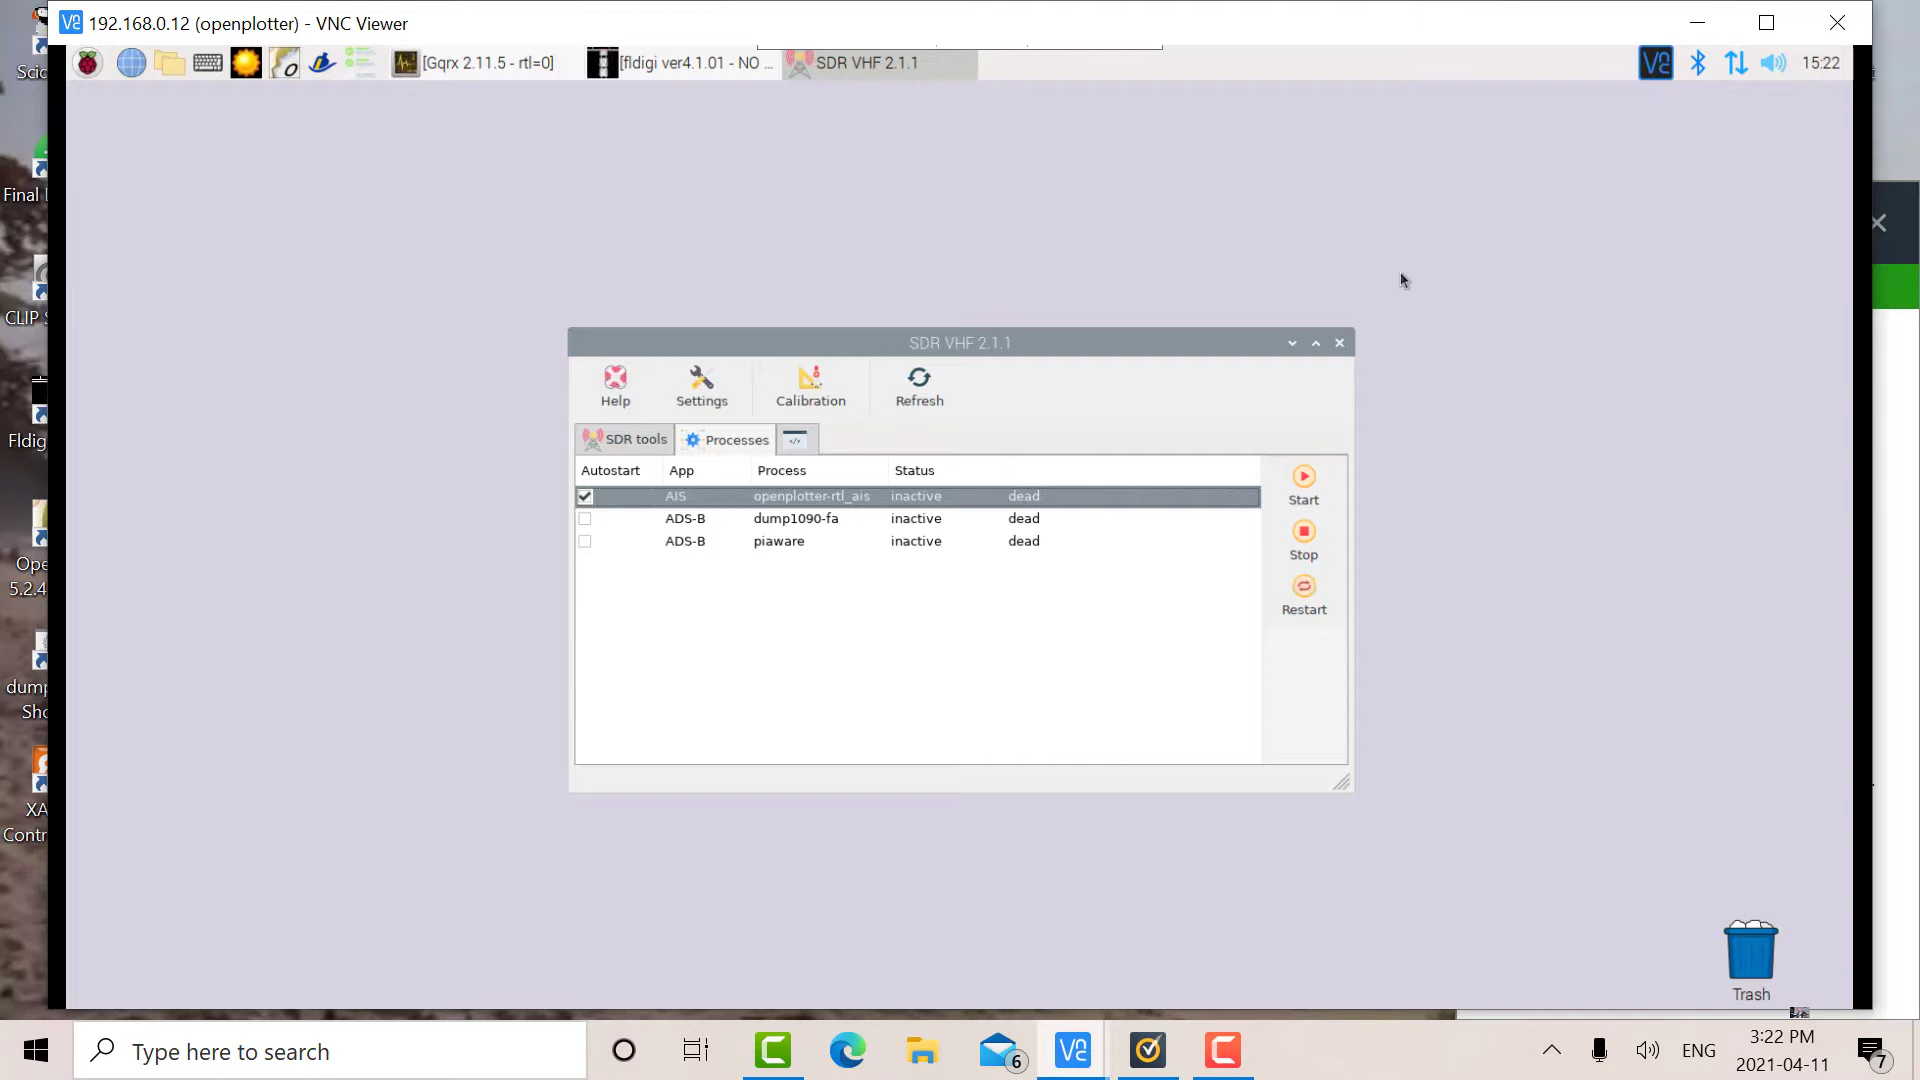 192.168.0.12 (openplotter) - VNC Viewer
[Gqrx 2.11.5 - rtl=0]
[fldigi ver4.1.01 - NO ...
SDR VHF 2.1.1
15:22
Scic
Final
CLIP S
Fldig
Ope
5.2.4
dump
Sho
XA
Contr
SDR VHF 2.1.1
Help
Settings
Calibration
Refresh
SDR tools
Processes
Autostart App Process Status
AIS openplotter-rtl_ais inactive dead
ADS-B dump1090-fa inactive dead
ADS-B piaware inactive dead
Start
Stop
Restart
Trash
Type here to search
6
ENG
3:22 PM
2021-04-11
7